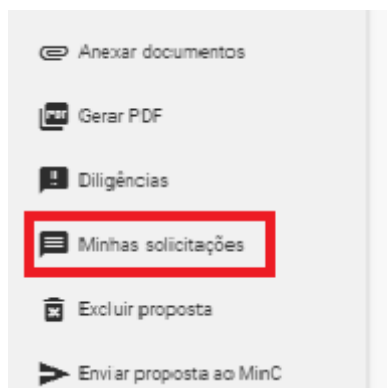 Anexar documentos
Gerar PDF
Diligências
Minhas solicitações
Excluir proposta
Enviar proposta ao MinC